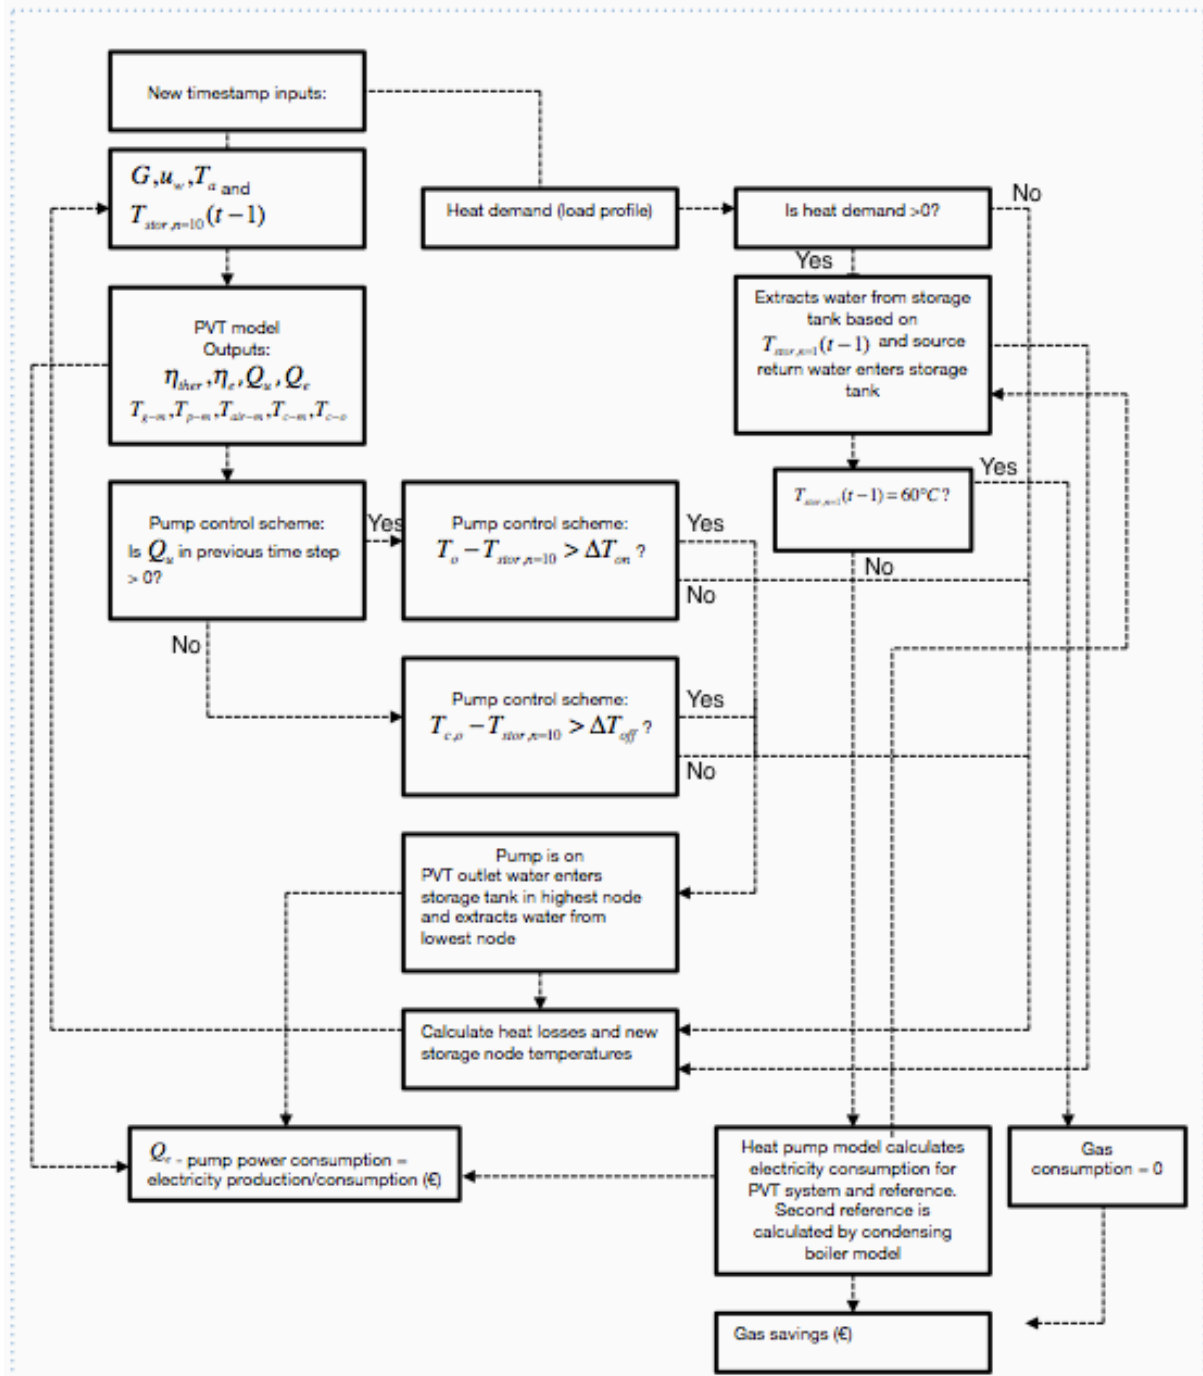 New timestamp inputs:
G,u_w,T_a and
T_stor,n=10(t−1)
Heat demand (load profile)
Is heat demand >0?
No
Yes
PVT model
Outputs:
η_ther,η_e,Q_u,Q_e
T_g−m,T_p−m,T_air−m,T_c−m,T_c−o
Extracts water from storage
tank based on
T_stor,n=1(t−1) and source
return water enters storage
tank
Yes
T_stor,n=1(t−1)=60°C?
No
Pump control scheme:
Is Q_u in previous time step
> 0?
Yes
No
Pump control scheme:
T_o−T_stor,n=10>ΔT_on ?
Yes
No
Pump control scheme:
T_c,o−T_stor,n=10>ΔT_off ?
Yes
No
Pump is on
PVT outlet water enters
storage tank in highest node
and extracts water from
lowest node
Calculate heat losses and new
storage node temperatures
Q_e - pump power consumption =
electricity production/consumption (€)
Heat pump model calculates
electricity consumption for
PVT system and reference.
Second reference is
calculated by condensing
boiler model
Gas
consumption = 0
Gas savings (€)